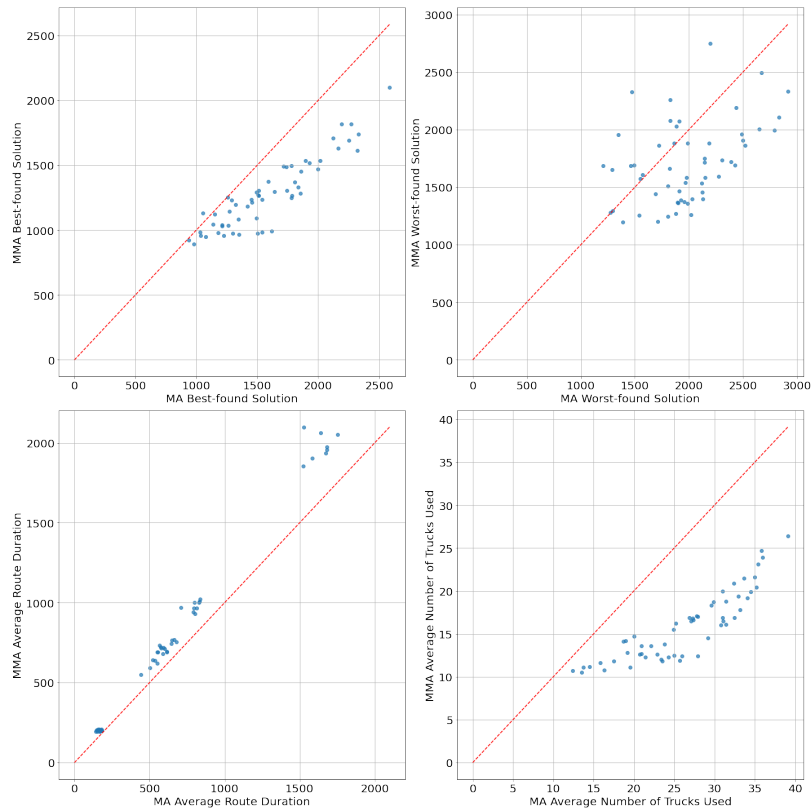 2500
2000
1500
1000
500
0
MMA Best-found Solution
0 500 1000 1500 2000 2500
MA Best-found Solution
3000
2500
2000
1500
1000
500
0
MMA Worst-found Solution
0 500 1000 1500 2000 2500 3000
MA Worst-found Solution
2000
1500
1000
500
0
MMA Average Route Duration
0 500 1000 1500 2000
MA Average Route Duration
40
35
30
25
20
15
10
5
0
MMA Average Number of Trucks Used
0 5 10 15 20 25 30 35 40
MA Average Number of Trucks Used